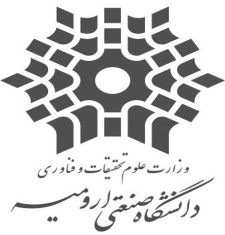 وزارت علوم تحقیقات و فناوری
دانشگاه صنعتی ارومیه